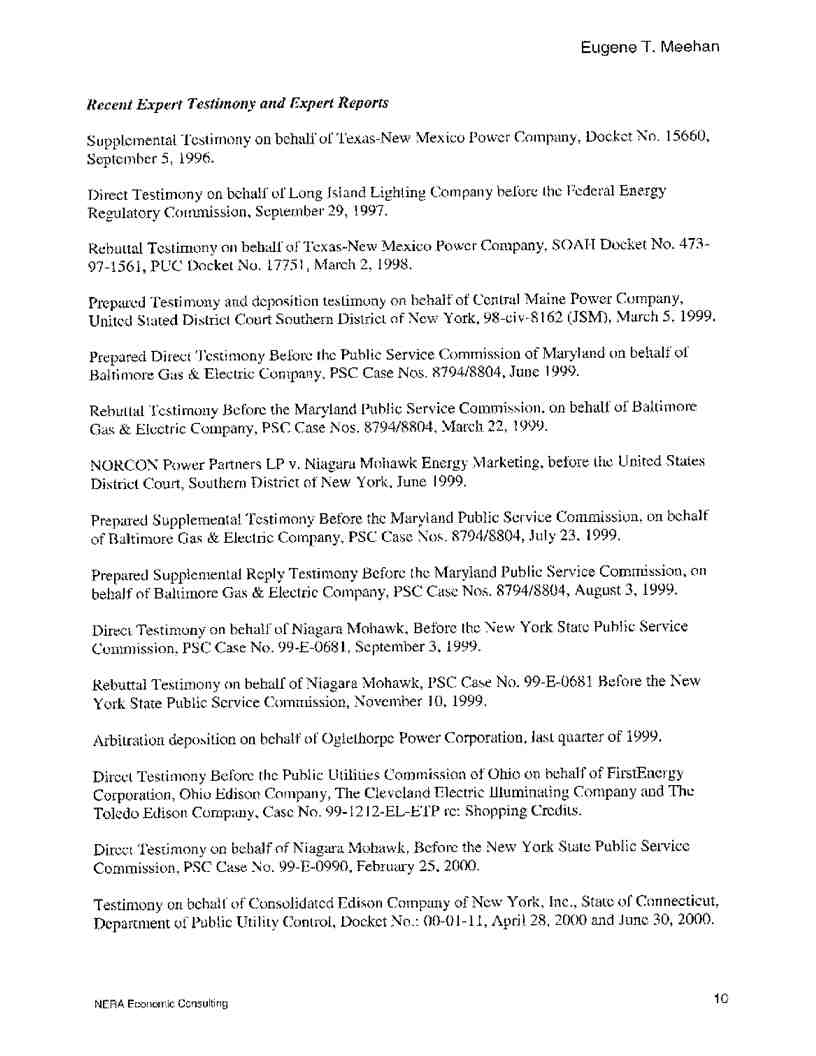 Eugene T. Meehan
Recent Expert Testimony and Expert Reports
Supplemental Testimony on behalf of Texas-New Mexico Power Company, Docket No. 15660,
September 5, 1996.
Direct Testimony on behalf of Long Island Lighting Company before the Federal Energy
Regulatory Commission, September 29, 1997.
Rebuttal Testimony on behalf of Texas-New Mexico Power Company, SOAH Docket No. 473-
97-1561, PUC Docket No. 17751, March 2, 1998.
Prepared Testimony and deposition testimony on behalf of Central Maine Power Company,
United Stated District Court Southern District of New York, 98-civ-8162 (JSM), March 5, 1999.
Prepared Direct Testimony Before the Public Service Commission of Maryland on behalf of
Baltimore Gas & Electric Company, PSC Case Nos. 8794/8804, June 1999.
Rebuttal Testimony Before the Maryland Public Service Commission, on behalf of Baltimore
Gas & Electric Company, PSC Case Nos. 8794/8804, March 22, 1999.
NORCON Power Partners LP v. Niagara Mohawk Energy Marketing, before the United States
District Court, Southern District of New York, June 1999.
Prepared Supplemental Testimony Before the Maryland Public Service Commission, on behalf
of Baltimore Gas & Electric Company, PSC Case Nos. 8794/8804, July 23, 1999.
Prepared Supplemental Reply Testimony Before the Maryland Public Service Commission, on
behalf of Baltimore Gas & Electric Company, PSC Case Nos. 8794/8804, August 3, 1999.
Direct Testimony on behalf of Niagara Mohawk, Before the New York State Public Service
Commission, PSC Case No. 99-E-0681, September 3, 1999.
Rebuttal Testimony on behalf of Niagara Mohawk, PSC Case No. 99-E-0681 Before the New
York State Public Service Commission, November 10, 1999.
Arbitration deposition on behalf of Oglethorpe Power Corporation, last quarter of 1999.
Direct Testimony Before the Public Utilities Commission of Ohio on behalf of FirstEnergy
Corporation, Ohio Edison Company, The Cleveland Electric Illuminating Company and The
Toledo Edison Company, Case No. 99-1212-EL-ETP re: Shopping Credits.
Direct Testimony on behalf of Niagara Mohawk, Before the New York State Public Service
Commission, PSC Case No. 99-E-0990, February 25, 2000.
Testimony on behalf of Consolidated Edison Company of New York, Inc., State of Connecticut,
Department of Public Utility Control, Docket No.: 00-01-11, April 28, 2000 and June 30, 2000.
NERA Economic Consulting
10